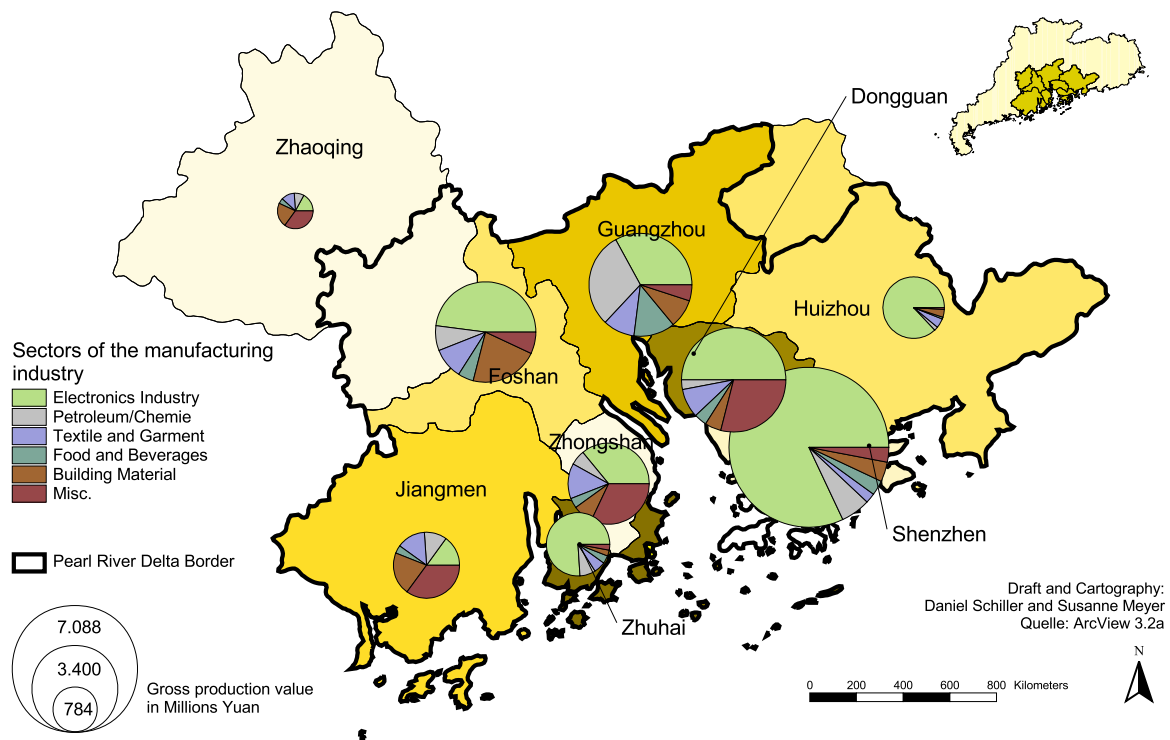 Dongguan
Zhaoqing
Guangzhou
Huizhou
Sectors of the manufacturing
industry
Electronics Industry
Petroleum/Chemie
Textile and Garment
Food and Beverages
Building Material
Misc.
Foshan
Zhongshan
Jiangmen
Shenzhen
Pearl River Delta Border
Zhuhai
Draft and Cartography:
Daniel Schiller and Susanne Meyer
Quelle: ArcView 3.2a
7.088
3.400
784
Gross production value
in Millions Yuan
N
0 200 400 600 800 Kilometers